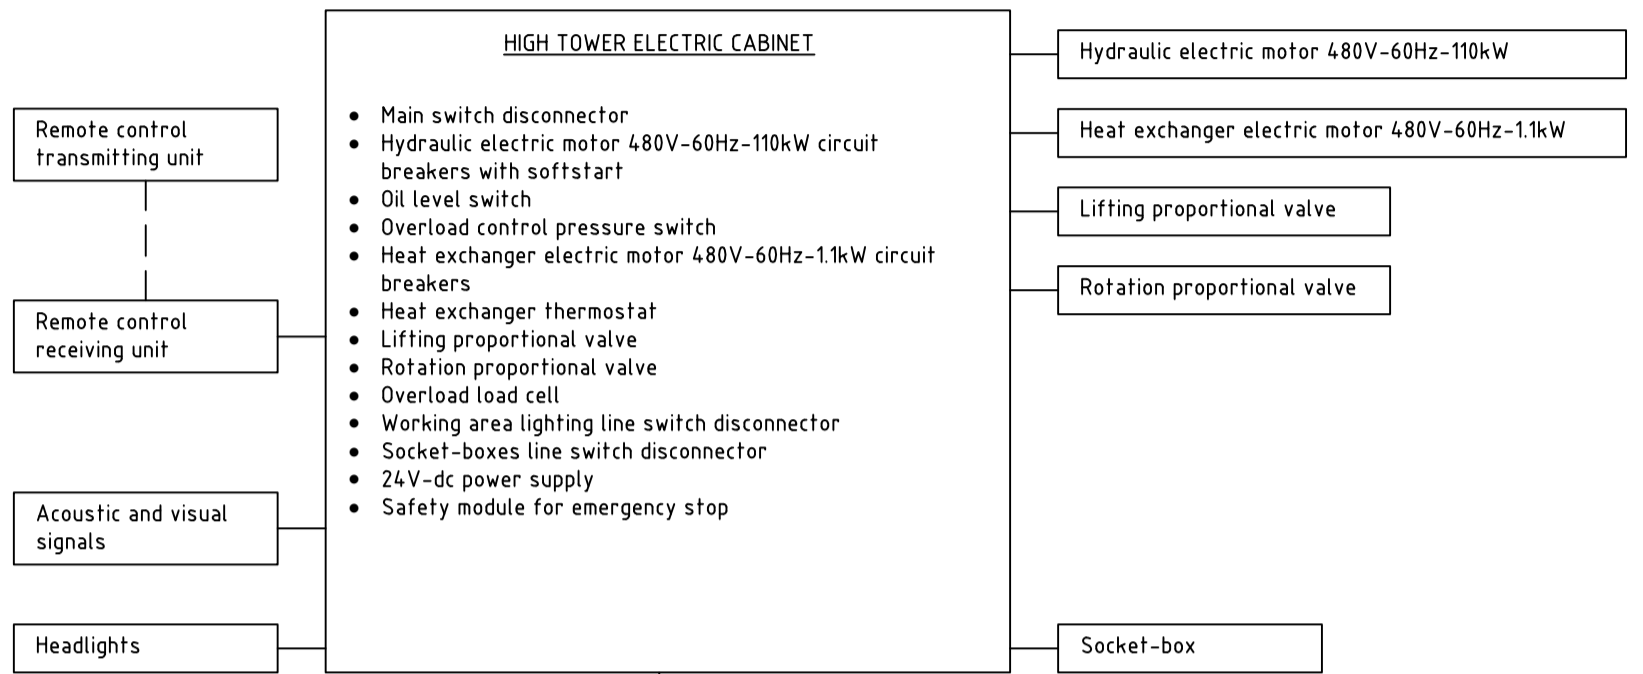 HIGH TOWER ELECTRIC CABINET
Remote control
transmitting unit
Remote control
receiving unit
Acoustic and visual
signals
Headlights
• Main switch disconnector
• Hydraulic electric motor 480V-60Hz-110kW circuit
breakers with softstart
• Oil level switch
• Overload control pressure switch
• Heat exchanger electric motor 480V-60Hz-1.1kW circuit
breakers
• Heat exchanger thermostat
• Lifting proportional valve
• Rotation proportional valve
• Overload load cell
• Working area lighting line switch disconnector
• Socket-boxes line switch disconnector
• 24V-dc power supply
• Safety module for emergency stop
Hydraulic electric motor 480V-60Hz-110kW
Heat exchanger electric motor 480V-60Hz-1.1kW
Lifting proportional valve
Rotation proportional valve
Socket-box